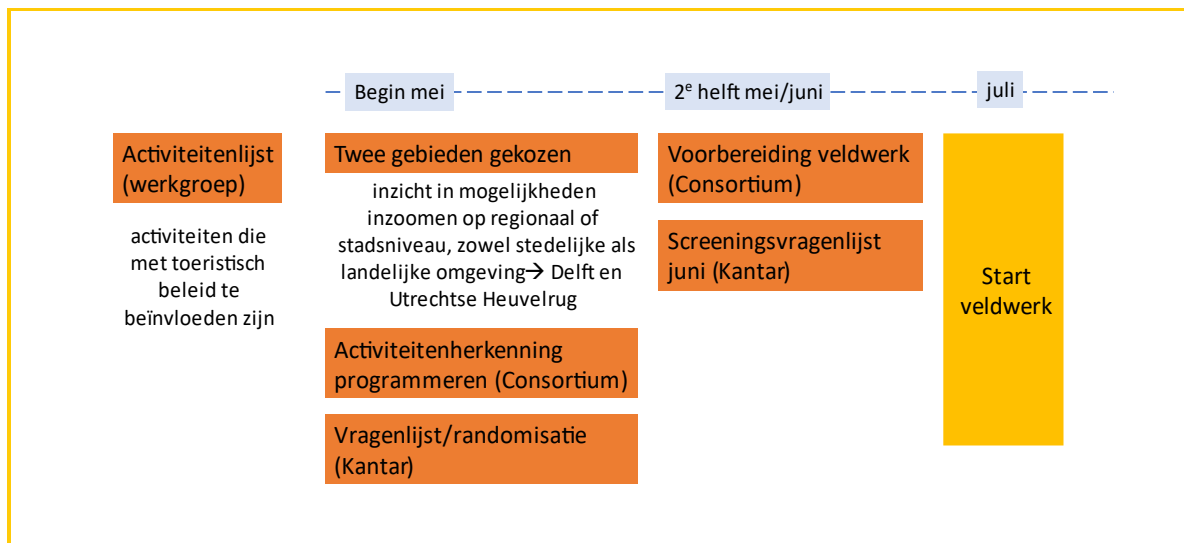 Begin mei
2e helft mei/juni
juli
Activiteitenlijst
(werkgroep)
activiteiten die
met toeristisch
beleid te
beïnvloeden zijn
Twee gebieden gekozen
inzicht in mogelijkheden
inzoomen op regionaal of
stadsniveau, zowel stedelijke als
landelijke omgeving→ Delft en
Utrechtse Heuvelrug
Activiteitenherkenning
programmeren (Consortium)
Vragenlijst/randomisatie
(Kantar)
Voorbereiding veldwerk
(Consortium)
Screeningsvragenlijst
juni (Kantar)
Start
veldwerk